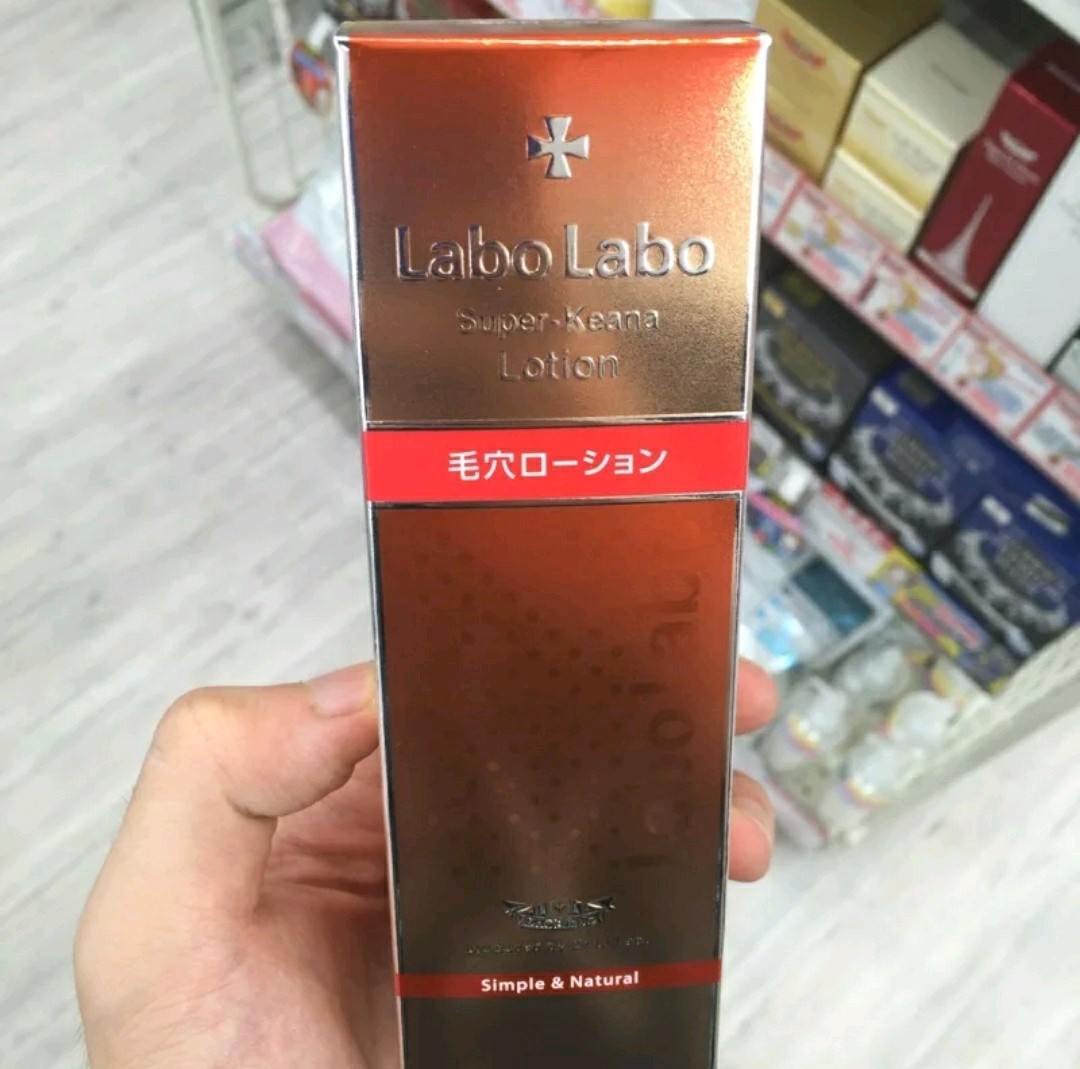 Labo Labo
Super-Keana
Lotion
毛穴ローション
Simple & Natural